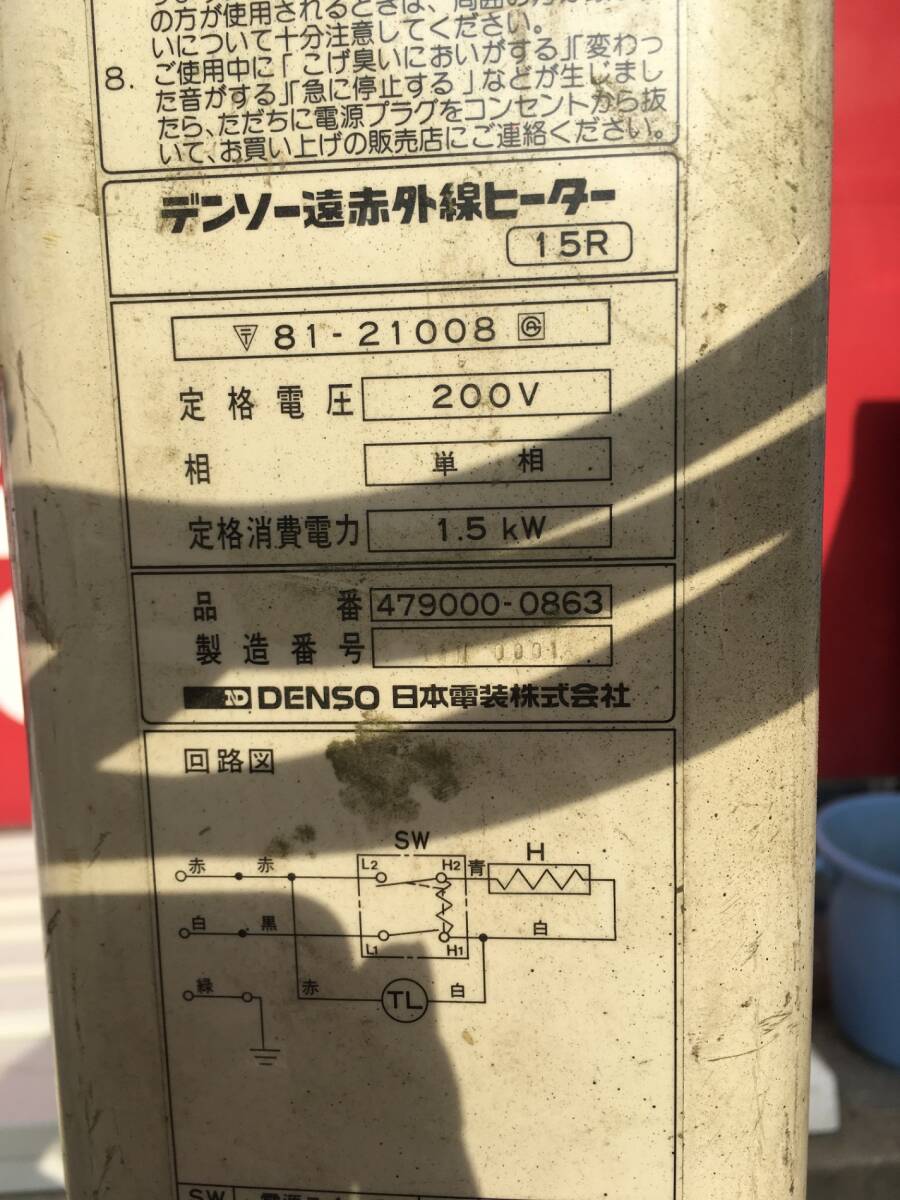 の方が使用されるときは、周囲の方が
いについて十分注意してください。
8. ご使用中に「こげ臭いにおいがする」「変わっ
た音がする」「急に停止する」などが生じまし
たら、ただちに電源プラグをコンセントから抜
いて、お買い上げの販売店にご連絡ください。
デンソー遠赤外線ヒーター
15R
〒 81-21008
定格電圧 200V
相 単相
定格消費電力 1.5 kW
品番 479000-0863
製造番号 0001
ND DENSO 日本電装株式会社
回路図
SW
赤 赤 L2 H2 青 H
白 黒 L1 H1 白
緑 赤 TL 白
SW